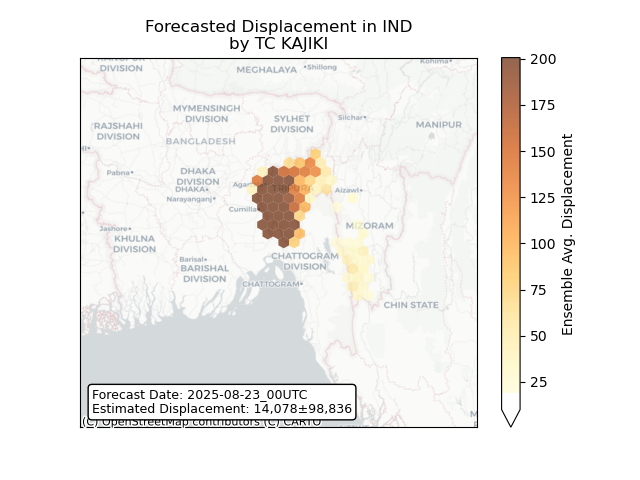 Forecasted Displacement in IND
by TC KAJIKI
DIVISION
MEGHALAYA
Shillong
Kohima
MYMENSINGH
DIVISION
SYLHET
DIVISION
Silchar
MANIPUR
RAJSHAHI
DIVISION
BANGLADESH
Pabna
DHAKA
DIVISION
DHAKA
Narayanganj
Agar
Aizawl
Cumilla
MIZORAM
Jashore
KHULNA
DIVISION
Barisal
BARISHAL
DIVISION
CHATTOGRAM
DIVISION
CHATTOGRAM
CHIN STATE
M
Forecast Date: 2025-08-23_00UTC
Estimated Displacement: 14,078±98,836
(C) OpenStreetMap contributors (C) CARTO
200
175
150
125
100
75
50
25
Ensemble Avg. Displacement